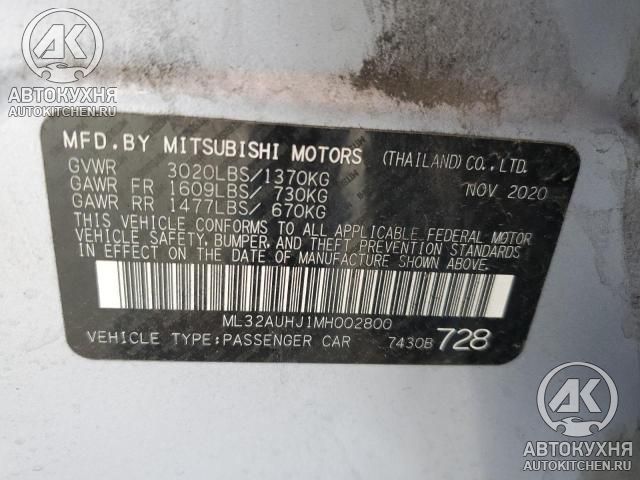 АВТОКУХНЯ
AUTOKITCHEN.RU
MFD.BY MITSUBISHI MOTORS (THAILAND) CO., LTD.
GVWR 3020LBS/1370KG NOV 2020
GAWR FR 1609LBS/ 730KG
GAWR RR 1477LBS/ 670KG
THIS VEHICLE CONFORMS TO ALL APPLICABLE FEDERAL MOTOR
VEHICLE SAFETY, BUMPER, AND THEFT PREVENTION STANDARDS
IN EFFECT ON THE DATE OF MANUFACTURE SHOWN ABOVE.
ML32AUHJ1MH002800
VEHICLE TYPE:PASSENGER CAR 7430B 728
АК
АВТОКУХНЯ
AUTOKITCHEN.RU